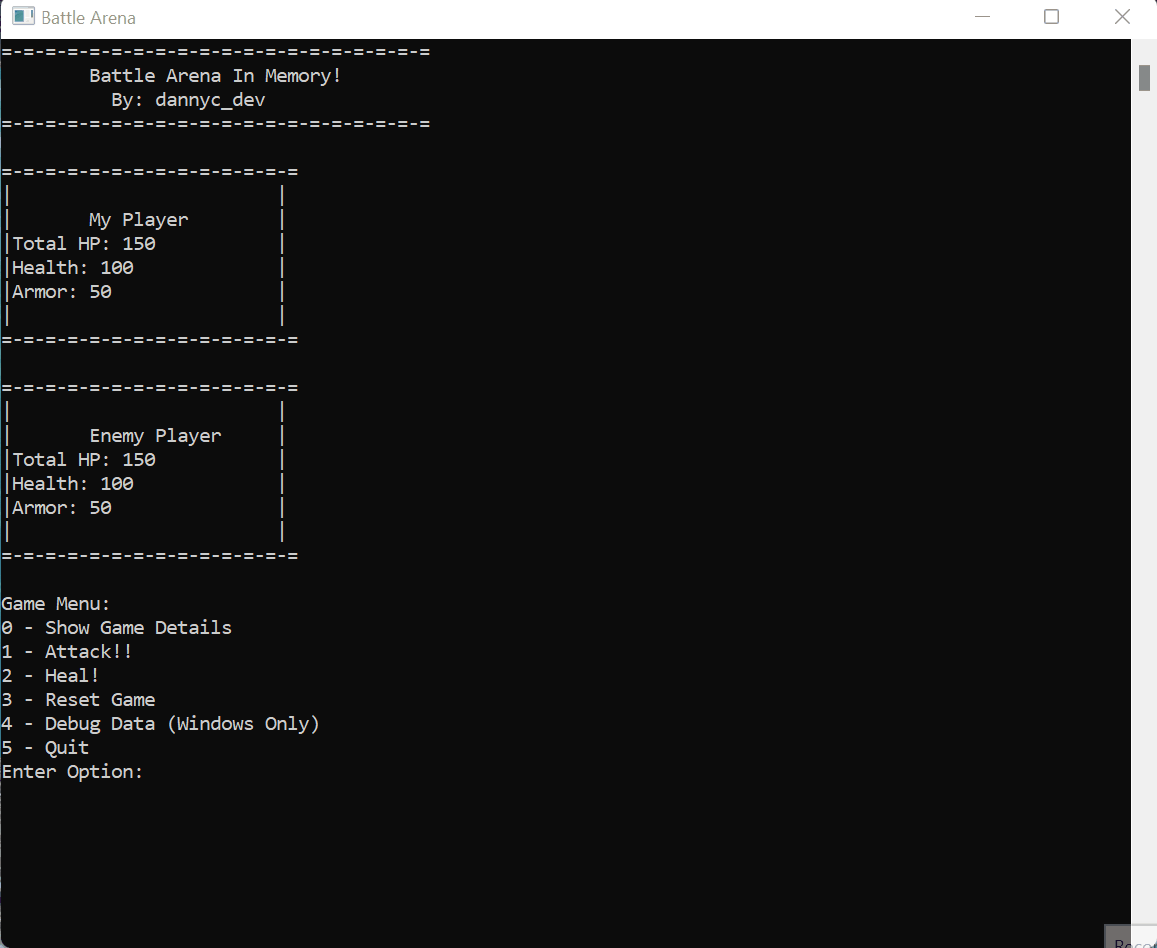 Battle Arena
=-=-=-=-=-=-=-=-=-=-=-=-=-=-=-=-=-=-=-=
        Battle Arena In Memory!
          By: dannyc_dev
=-=-=-=-=-=-=-=-=-=-=-=-=-=-=-=-=-=-=-=
=-=-=-=-=-=-=-=-=-=-=-=-=-=
|                        |
|       My Player        |
|Total HP: 150           |
|Health: 100             |
|Armor: 50               |
|                        |
=-=-=-=-=-=-=-=-=-=-=-=-=-=
=-=-=-=-=-=-=-=-=-=-=-=-=-=
|                        |
|       Enemy Player     |
|Total HP: 150           |
|Health: 100             |
|Armor: 50               |
|                        |
=-=-=-=-=-=-=-=-=-=-=-=-=-=
Game Menu:
0 - Show Game Details
1 - Attack!!
2 - Heal!
3 - Reset Game
4 - Debug Data (Windows Only)
5 - Quit
Enter Option: